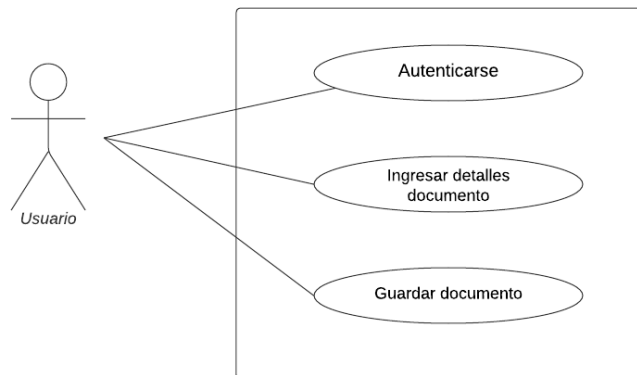 Autenticarse
Ingresar detalles
documento
Usuario
Guardar documento